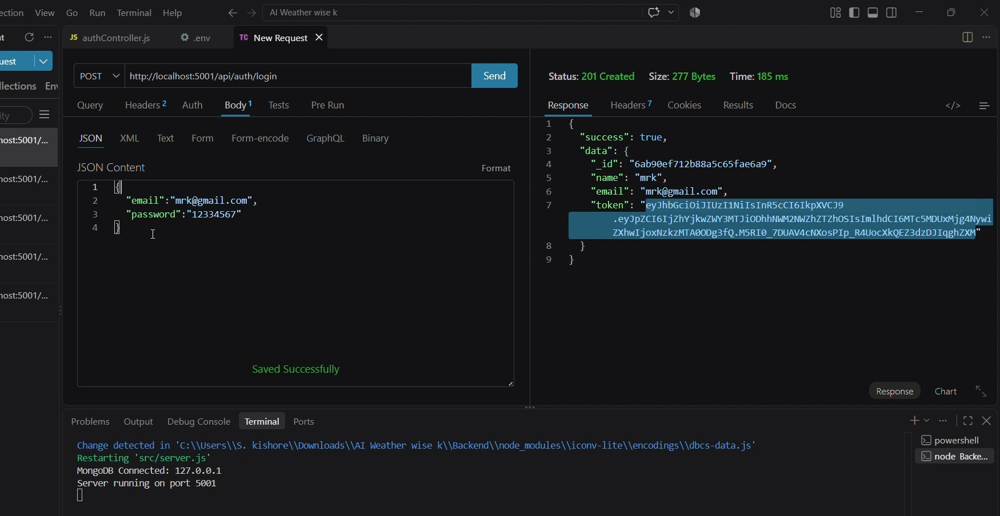 ection View Go Run Terminal Help AI Weather wise k
t ... JS authController.js .env TC New Request
uest
POST http://localhost:5001/api/auth/login Send
Status: 201 Created Size: 277 Bytes Time: 185 ms
llections Env
Query Headers 2 Auth Body 1 Tests Pre Run
Response Headers 7 Cookies Results Docs </>
ity
JSON XML Text Form Form-encode GraphQL Binary
JSON Content Format
1 {
2 "email":"mrk@gmail.com",
3 "password":"12334567"
4 }
Saved Successfully
1 {
2 "success": true,
3 "data": {
4 "_id": "6ab90ef712b88a5c65fae6a9",
5 "name": "mrk",
6 "email": "mrk@gmail.com",
7 "token": "eyJhbGciOiJIUzI1NiIsInR5cCI6IkpXVCJ9
.eyJpZCI6IjZhYjkwZWY3MTJiODhhNWM2NWZhZTZhOSIsImlhdCI6MTc5MDUxMjg4Nywi
ZXhwIjoxNzkzMTA0ODg3fQ.M5RI0_7DUAV4cNXosPIp_R4UocXkQEZ3dzDJIqghZXM"
8 }
9 }
nost:5001/...
nost:5001/...
nost:5001/...
nost:5001/...
nost:5001/...
Response Chart
Problems Output Debug Console Terminal Ports
Change detected in 'C:\\Users\\S. kishore\\Downloads\\AI Weather wise k\\Backend\\node_modules\\iconv-lite\\encodings\\dbcs-data.js'
Restarting 'src/server.js'
MongoDB Connected: 127.0.0.1
Server running on port 5001
powershell
node Backe...